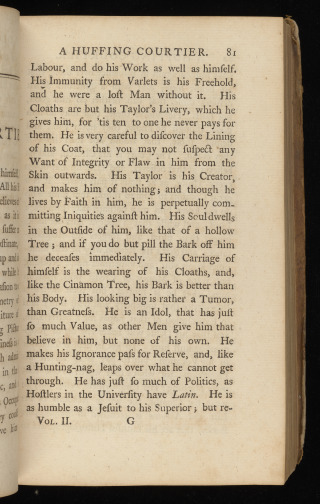 A HUFFING COURTIER. 81
Labour, and do his Work as well as himſelf.
His Immunity from Varlets is his Freehold,
and he were a loſt Man without it. His
Cloaths are but his Taylor's Livery, which he
gives him, for 'tis ten to one he never pays for
them. He is very careful to diſcover the Lining
of his Coat, that you may not ſuſpect any
Want of Integrity or Flaw in him from the
Skin outwards. His Taylor is his Creator,
and makes him of nothing; and though he
lives by Faith in him, he is perpetually com-
mitting Iniquities againſt him. His Soul dwells
in the Outſide of him, like that of a hollow
Tree; and if you do but pill the Bark off him
he deceaſes immediately. His Carriage of
himſelf is the wearing of his Cloaths, and,
like the Cinamon Tree, his Bark is better than
his Body. His looking big is rather a Tumor,
than Greatneſs. He is an Idol, that has juſt
ſo much Value, as other Men give him that
believe in him, but none of his own. He
makes his Ignorance paſs for Reſerve, and, like
a Hunting-nag, leaps over what he cannot get
through. He has juſt ſo much of Politics, as
Hoſtlers in the Univerſity have Latin. He is
as humble as a Jeſuit to his Superior; but re-
VOL. II. G